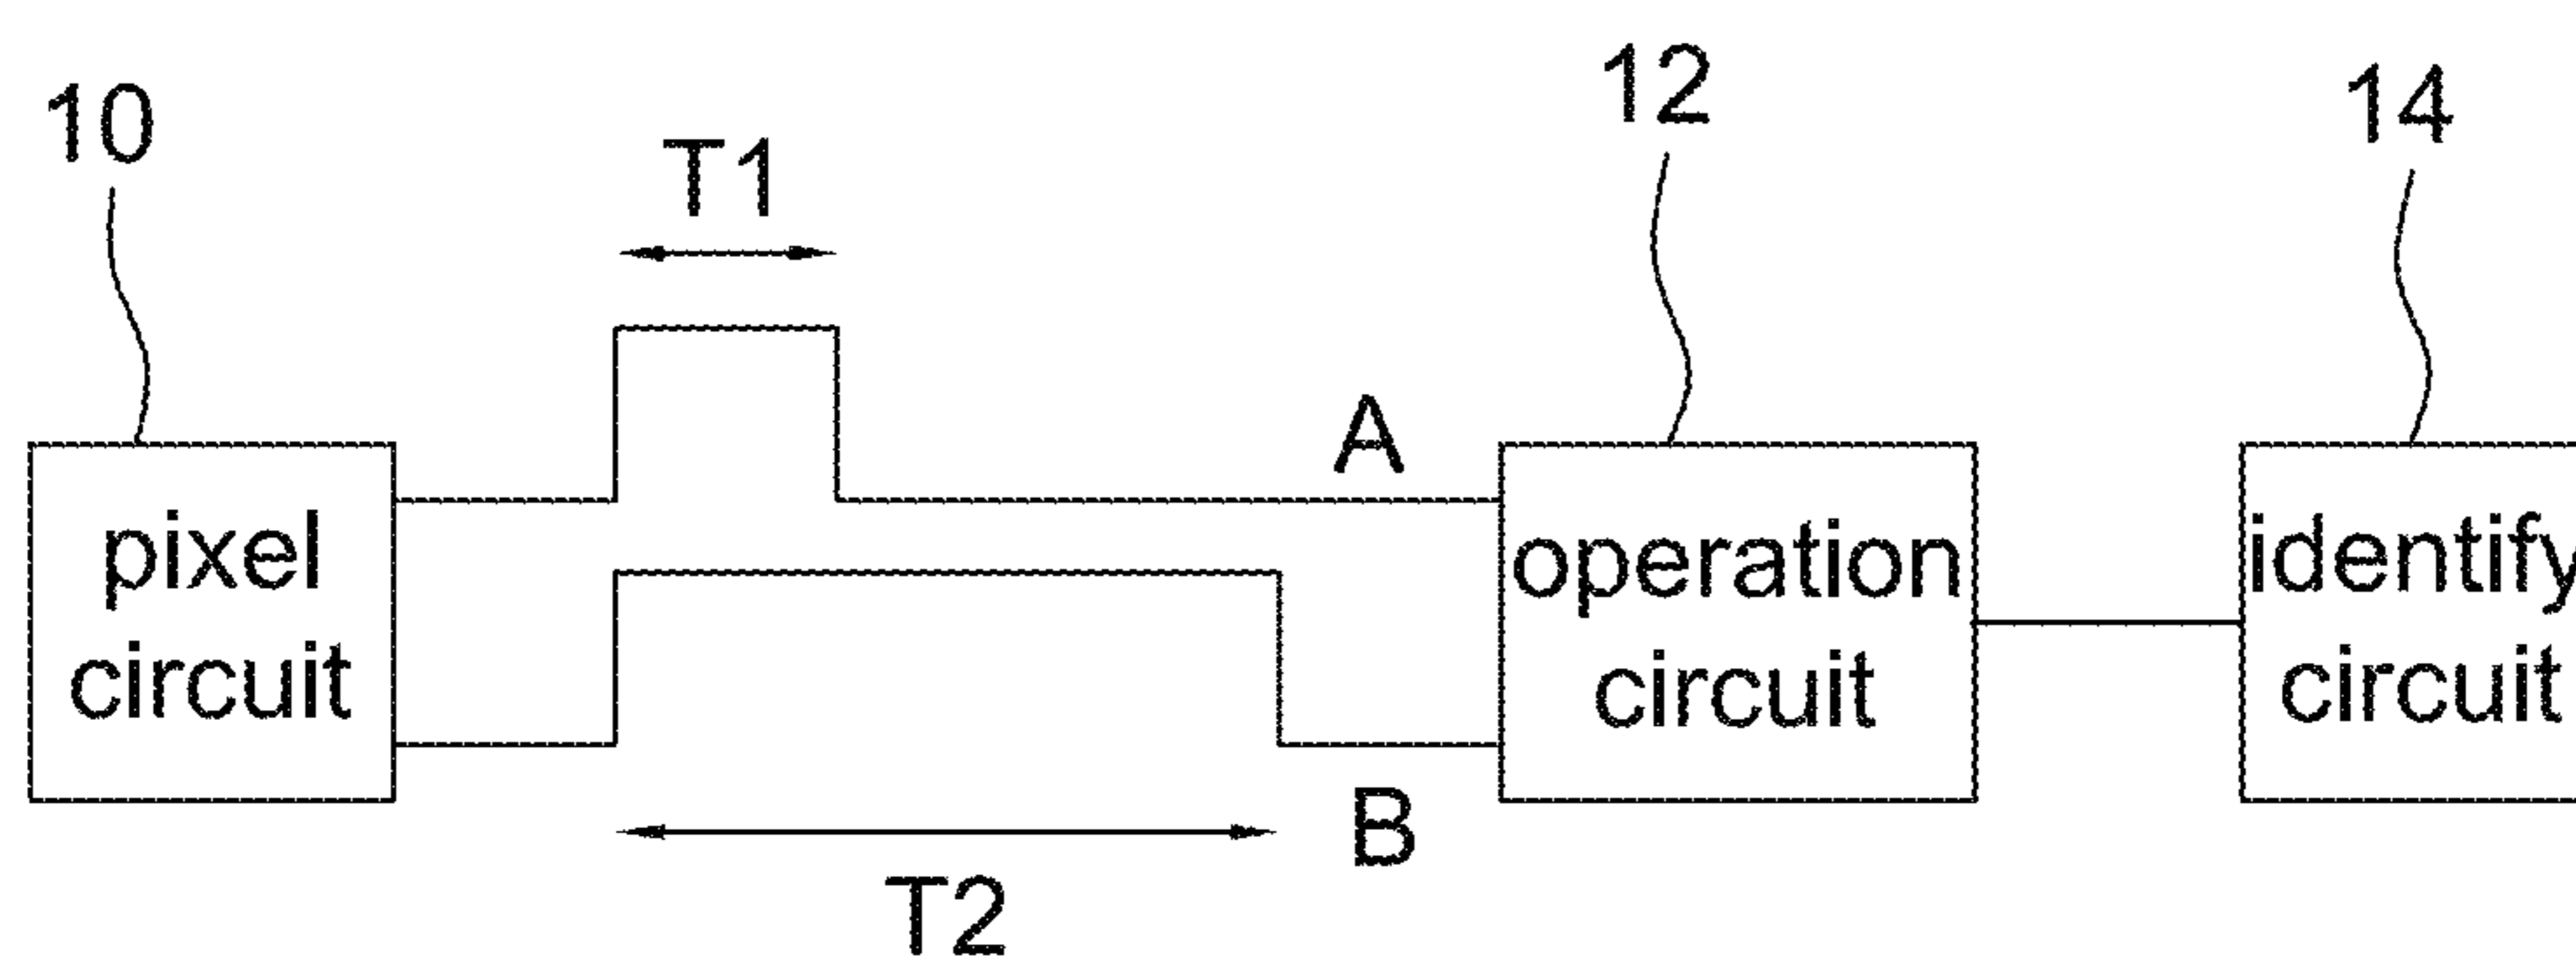 10
12
14
T1
A
pixel
circuit
operation
circuit
identify
circuit
B
T2